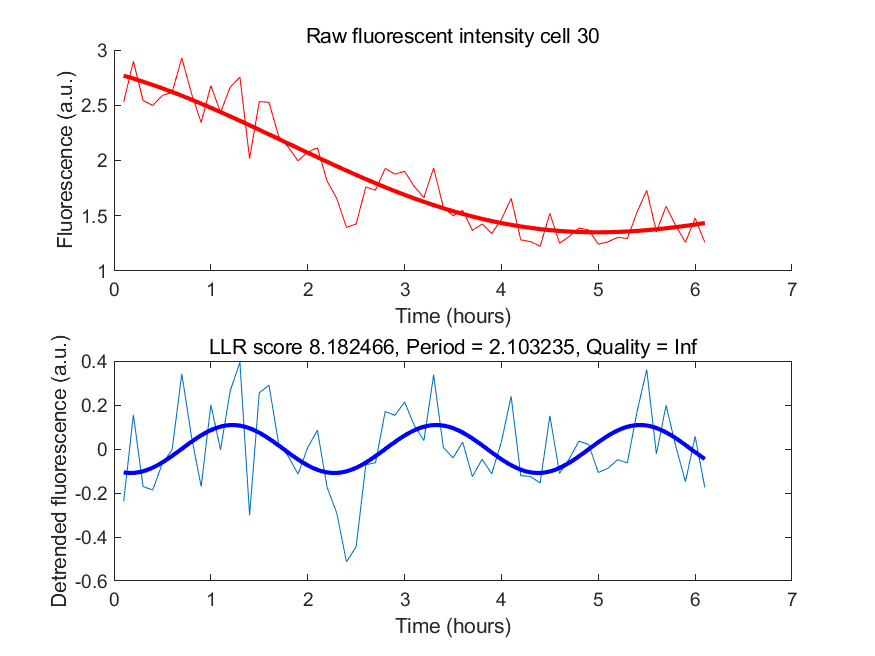 Raw fluorescent intensity cell 30
3
2.5
2
1.5
1
Fluorescence (a.u.)
0 1 2 3 4 5 6 7
Time (hours)
LLR score 8.182466, Period = 2.103235, Quality = Inf
0.4
0.2
0
-0.2
-0.4
-0.6
Detrended fluorescence (a.u.)
0 1 2 3 4 5 6 7
Time (hours)